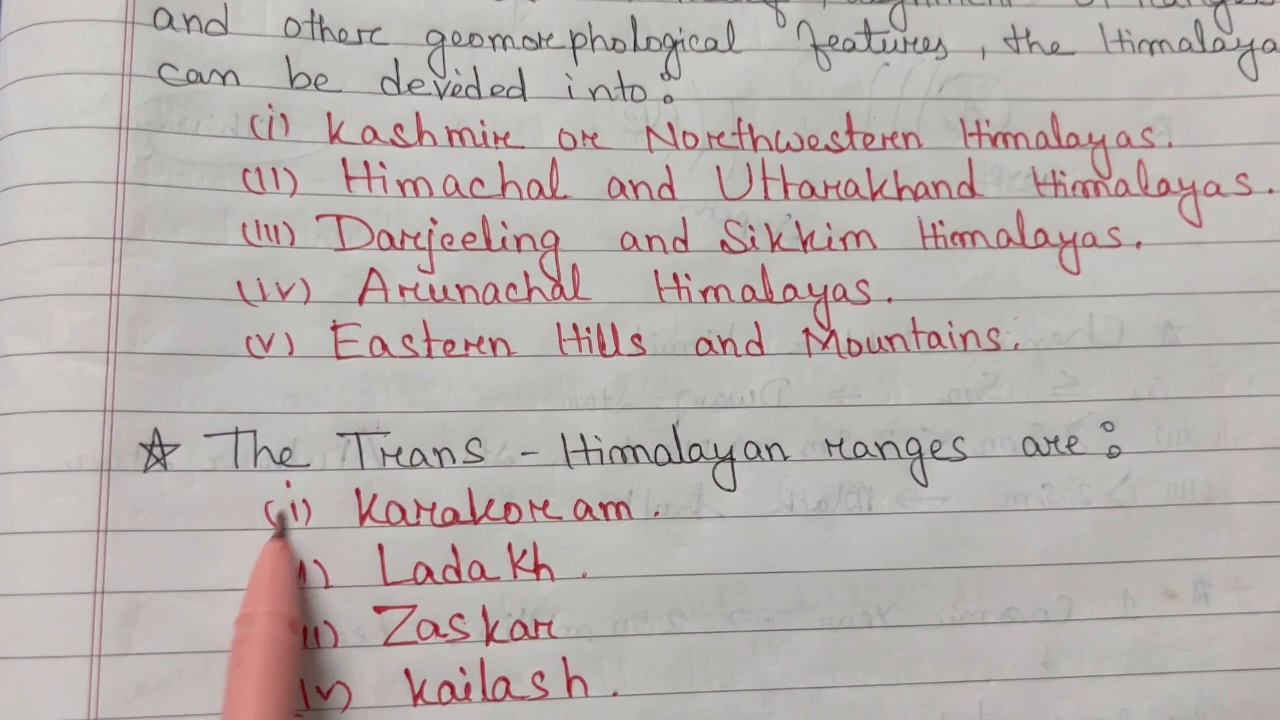 and other geomorphological features, the Himalaya
can be devided into:
(i) Kashmir or Northwestern Himalayas.
(ii) Himachal and Uttarakhand Himalayas.
(iii) Darjeeling and Sikkim Himalayas.
(iv) Arunachal Himalayas.
(v) Eastern Hills and Mountains.
☆ The Trans - Himalayan ranges are:
(i) Karakoram.
Ladakh.
Zaskar
iv) Kailash.